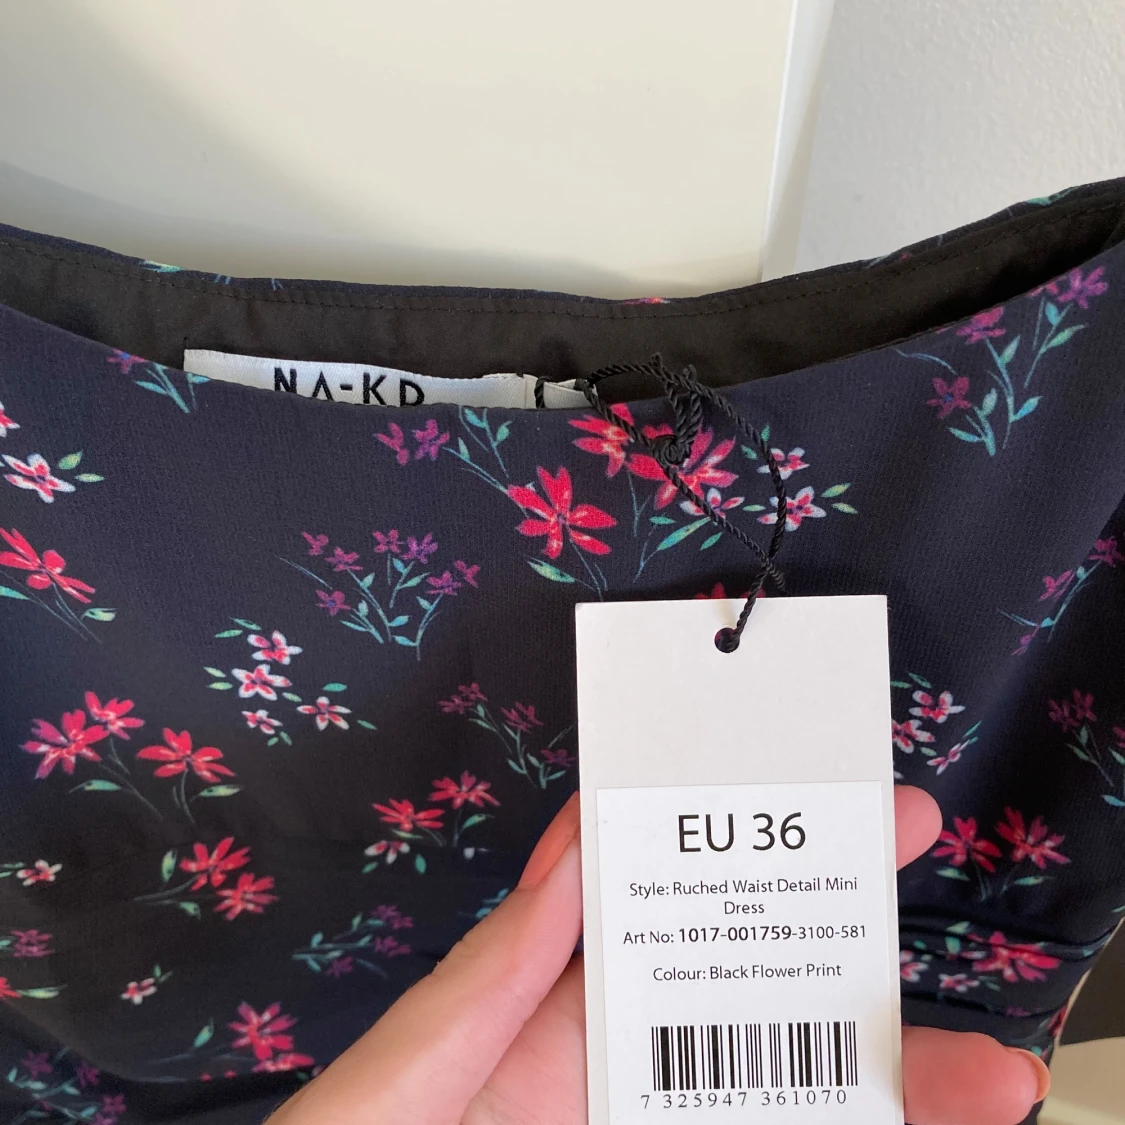 NA-KD
EU 36
Style: Ruched Waist Detail Mini
Dress
Art No: 1017-001759-3100-581
Colour: Black Flower Print
7 325947 361070